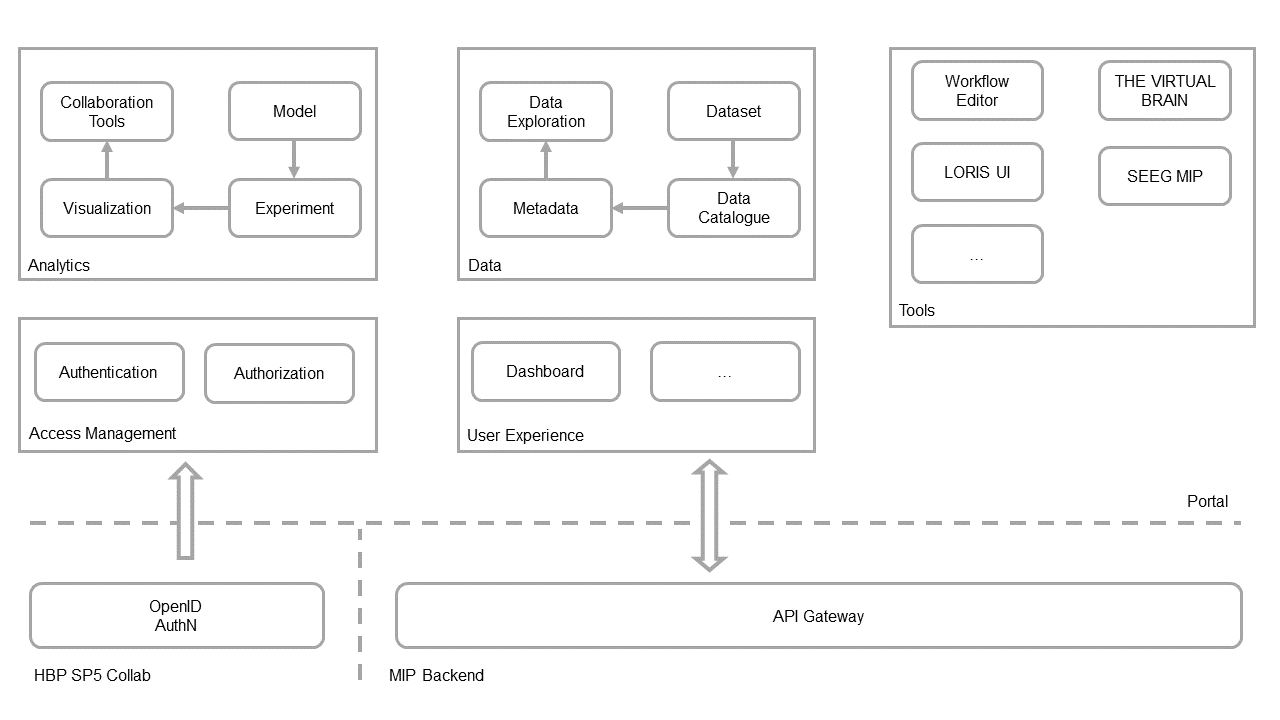 Collaboration
Tools
Model
Visualization
Experiment
Analytics
Data
Exploration
Dataset
Metadata
Data
Catalogue
Data
Workflow
Editor
THE VIRTUAL
BRAIN
LORIS UI
SEEG MIP
...
Tools
Authentication
Authorization
Access Management
Dashboard
...
User Experience
Portal
OpenID
AuthN
HBP SP5 Collab
API Gateway
MIP Backend